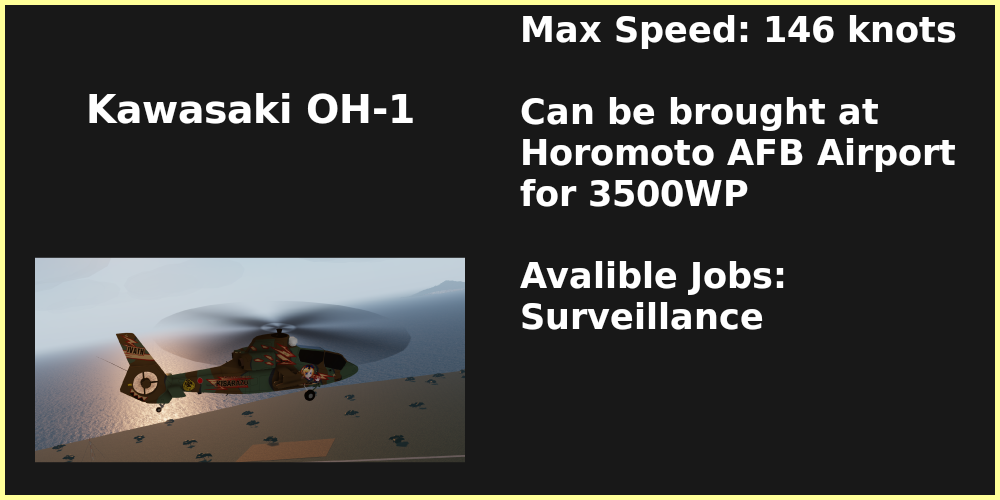 Kawasaki OH-1
Max Speed: 146 knots
Can be brought at
Horomoto AFB Airport
for 3500WP
Avalible Jobs:
Surveillance